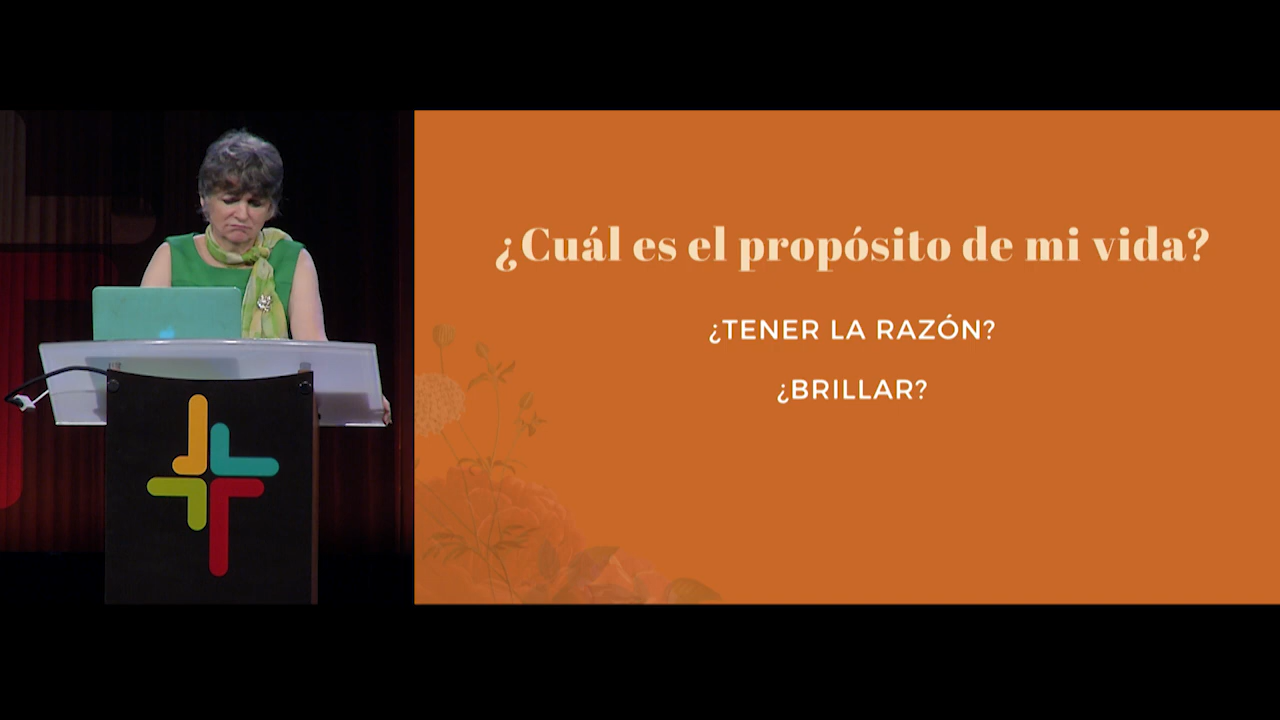 ¿Cuál es el propósito de mi vida?
¿TENER LA RAZÓN?
¿BRILLAR?